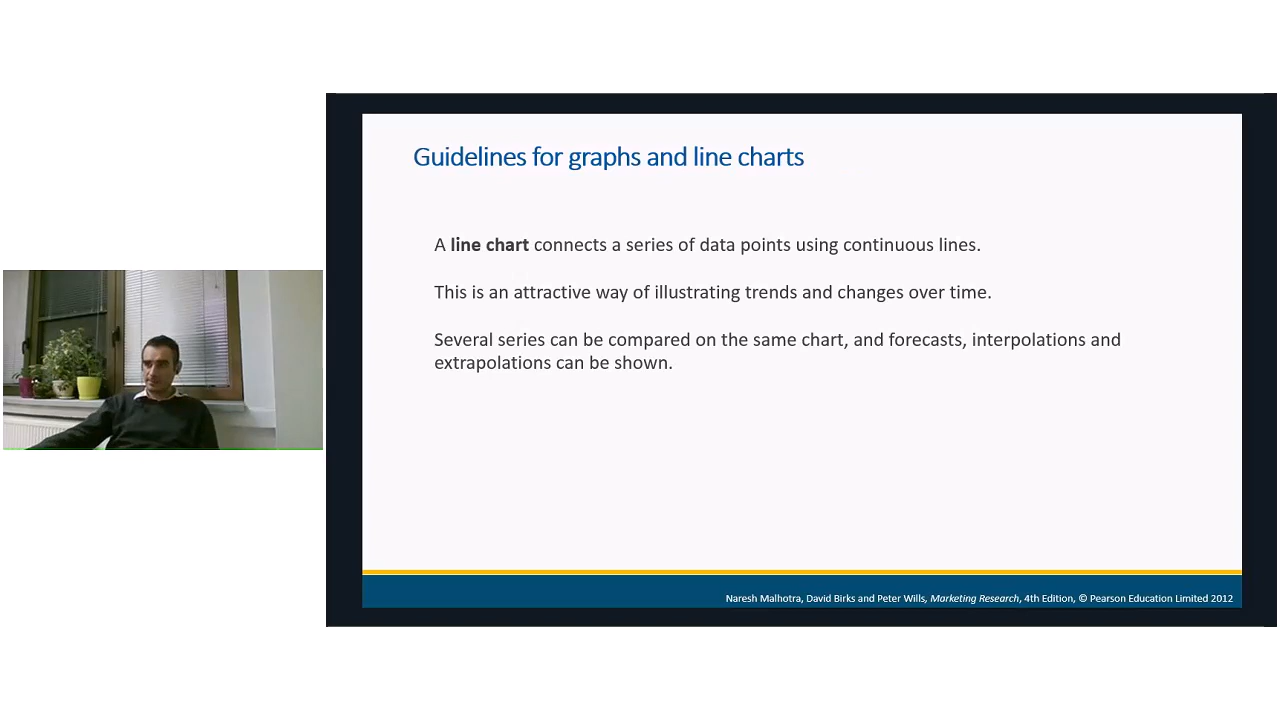 Guidelines for graphs and line charts
A line chart connects a series of data points using continuous lines.
This is an attractive way of illustrating trends and changes over time.
Several series can be compared on the same chart, and forecasts, interpolations and
extrapolations can be shown.
Naresh Malhotra, David Birks and Peter Wills, Marketing Research, 4th Edition, © Pearson Education Limited 2012